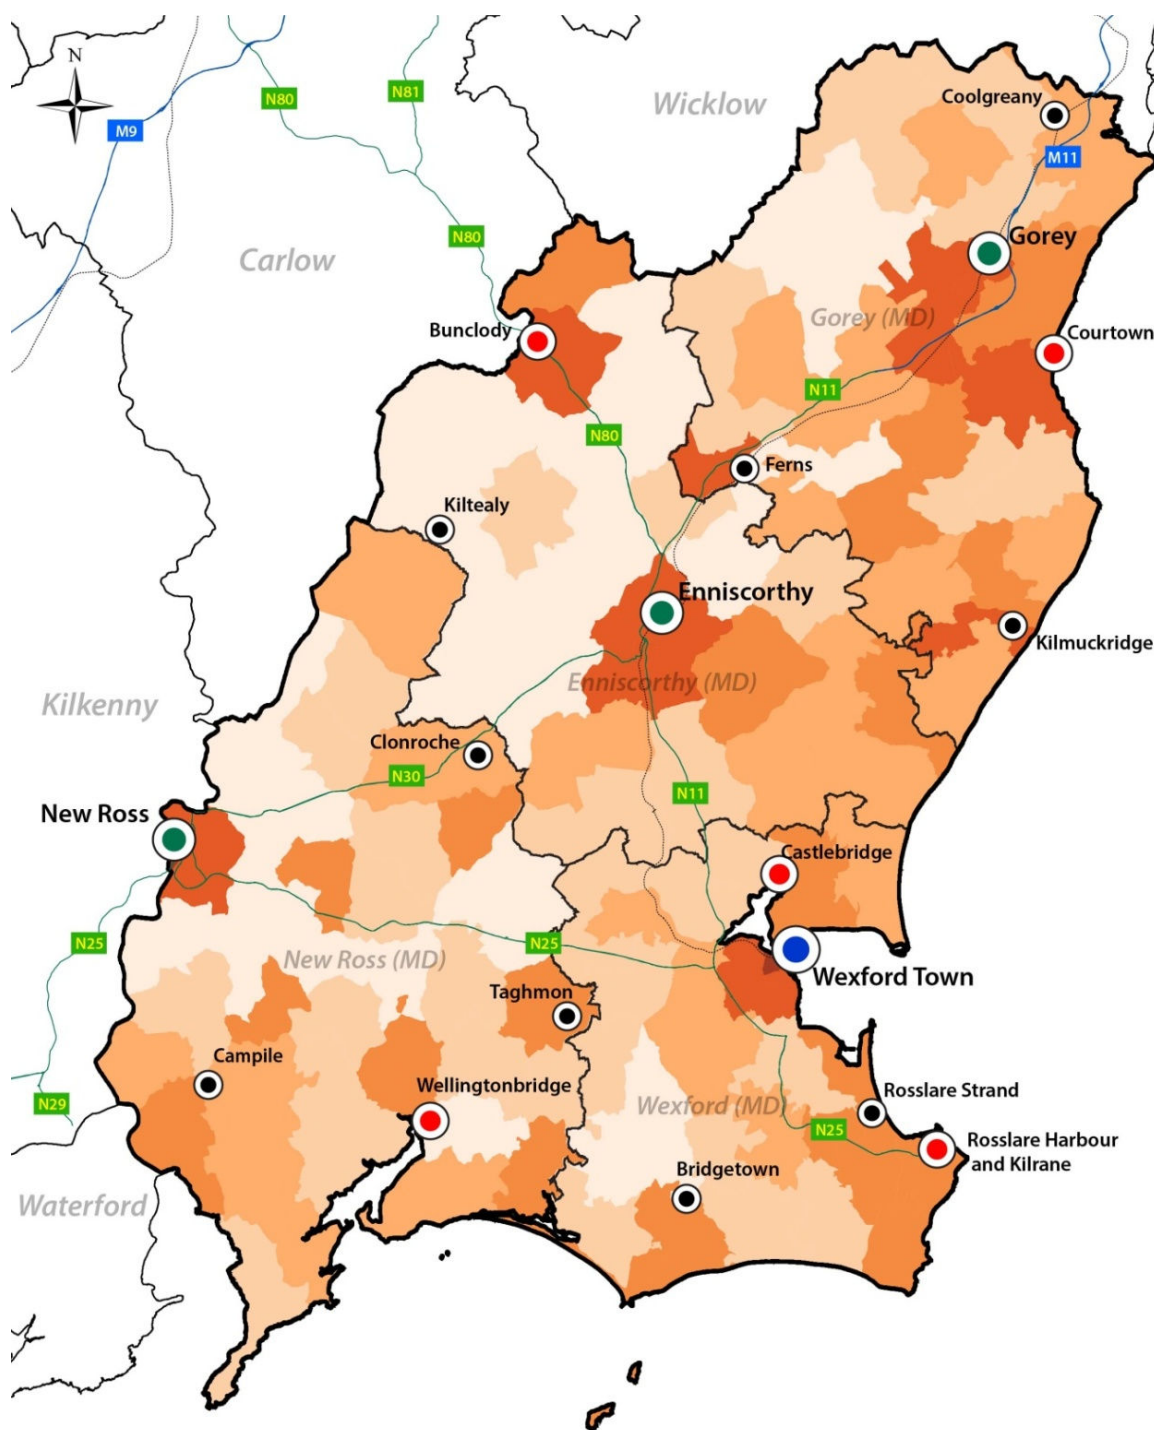 N
Coolgreany
N81
N80
Wicklow
M9
M11
N80
Gorey
Carlow
Gorey (MD)
Bunclody
Courtown
N11
N80
Ferns
Kiltealy
Enniscorthy
Kilmuckridge
Enniscorthy (MD)
Kilkenny
Clonroche
N30
N11
New Ross
Castlebridge
N25
N25
New Ross (MD)
Wexford Town
Taghmon
Campile
Wellingtonbridge
Rosslare Strand
N29
Wexford (MD)
N25
Rosslare Harbour
and Kilrane
Bridgetown
Waterford